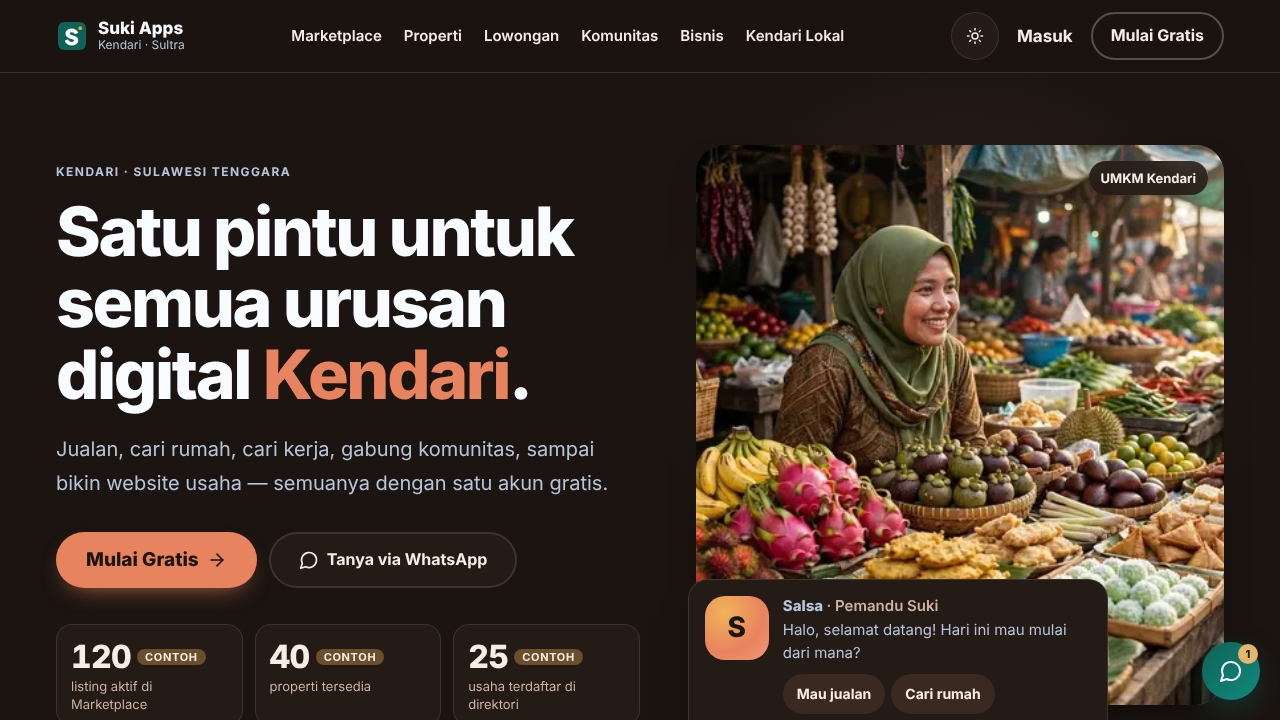 S
Suki Apps
Kendari · Sultra
Marketplace Properti Lowongan Komunitas Bisnis Kendari Lokal
Masuk
Mulai Gratis
KENDARI · SULAWESI TENGGARA
Satu pintu untuk
semua urusan
digital Kendari.
Jualan, cari rumah, cari kerja, gabung komunitas, sampai
bikin website usaha — semuanya dengan satu akun gratis.
Mulai Gratis →
Tanya via WhatsApp
120 CONTOH
listing aktif di
Marketplace
40 CONTOH
properti tersedia
25 CONTOH
usaha terdaftar di
direktori
UMKM Kendari
S
Salsa · Pemandu Suki
Halo, selamat datang! Hari ini mau mulai
dari mana?
Mau jualan
Cari rumah
1